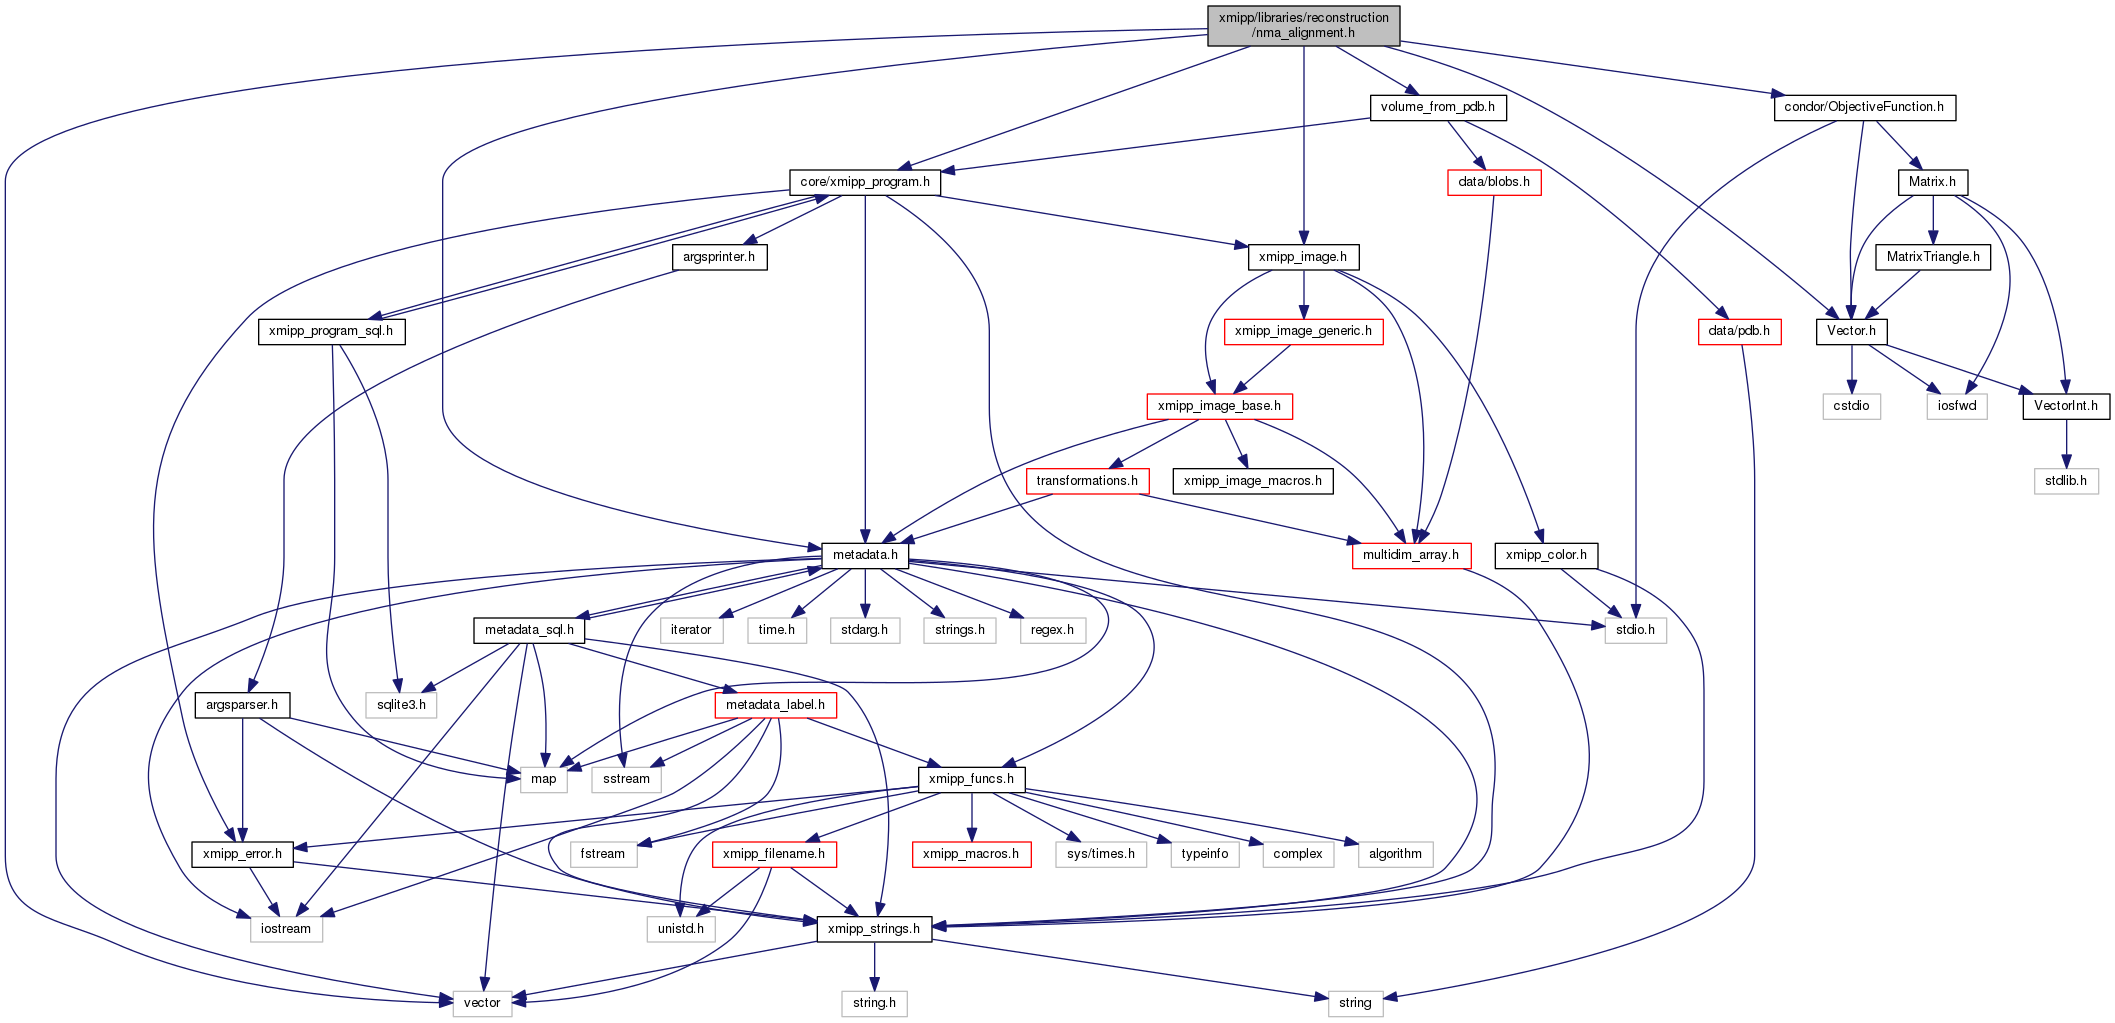 xmipp/libraries/reconstruction
/nma_alignment.h
volume_from_pdb.h
condor/ObjectiveFunction.h
core/xmipp_program.h
data/blobs.h
Matrix.h
argsprinter.h
xmipp_image.h
MatrixTriangle.h
xmipp_program_sql.h
xmipp_image_generic.h
data/pdb.h
Vector.h
xmipp_image_base.h
cstdio
iosfwd
VectorInt.h
transformations.h
xmipp_image_macros.h
stdlib.h
metadata.h
multidim_array.h
xmipp_color.h
metadata_sql.h
iterator
time.h
stdarg.h
strings.h
regex.h
stdio.h
argsparser.h
sqlite3.h
metadata_label.h
map
sstream
xmipp_funcs.h
xmipp_error.h
fstream
xmipp_filename.h
xmipp_macros.h
sys/times.h
typeinfo
complex
algorithm
iostream
unistd.h
xmipp_strings.h
vector
string.h
string